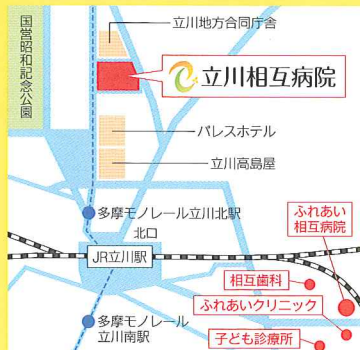 国営昭和記念公園
立川地方合同庁舎
立川相互病院
パレスホテル
立川高島屋
多摩モノレール立川北駅
北口
JR立川駅
ふれあい
相互病院
相互歯科
ふれあいクリニック
子ども診療所
多摩モノレール
立川南駅